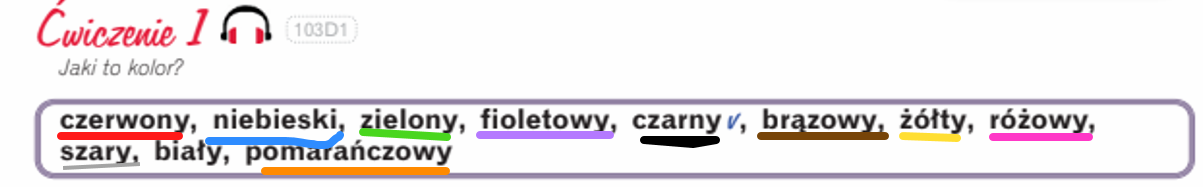 Ćwiczenie 1 103D1
Jaki to kolor?
czerwony, niebieski, zielony, fioletowy, czarny ✓, brązowy, żółty, różowy,
szary, biały, pomarańczowy